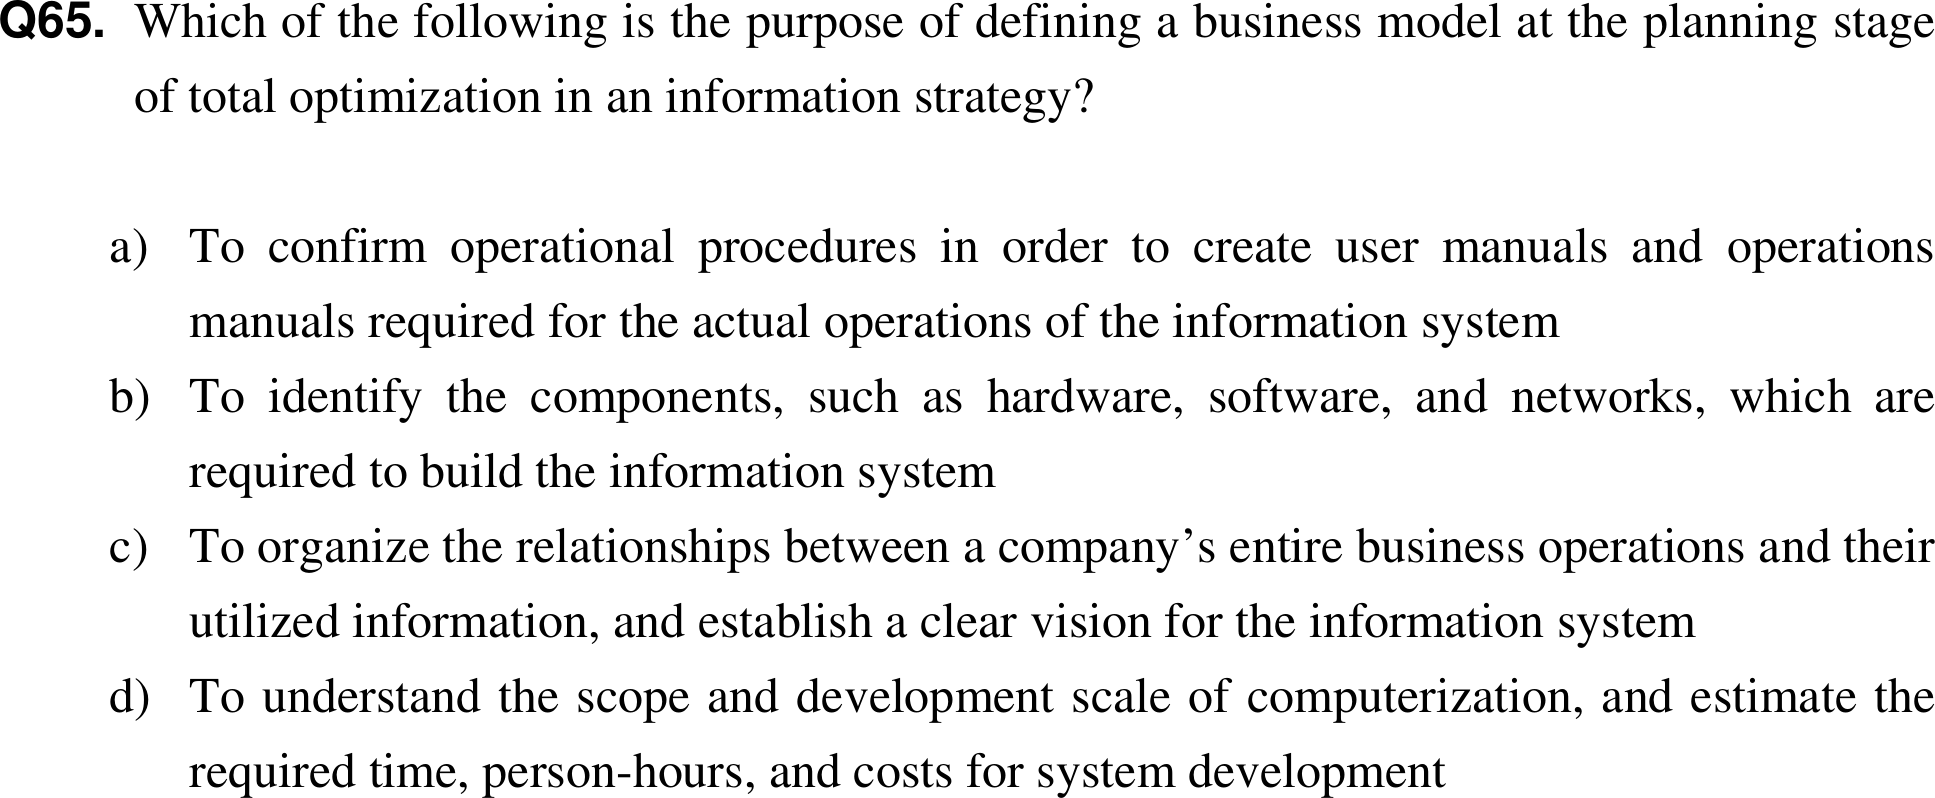 Q65. Which of the following is the purpose of defining a business model at the planning stage
of total optimization in an information strategy?
a) To confirm operational procedures in order to create user manuals and operations
manuals required for the actual operations of the information system
b) To identify the components, such as hardware, software, and networks, which are
required to build the information system
c) To organize the relationships between a company’s entire business operations and their
utilized information, and establish a clear vision for the information system
d) To understand the scope and development scale of computerization, and estimate the
required time, person-hours, and costs for system development